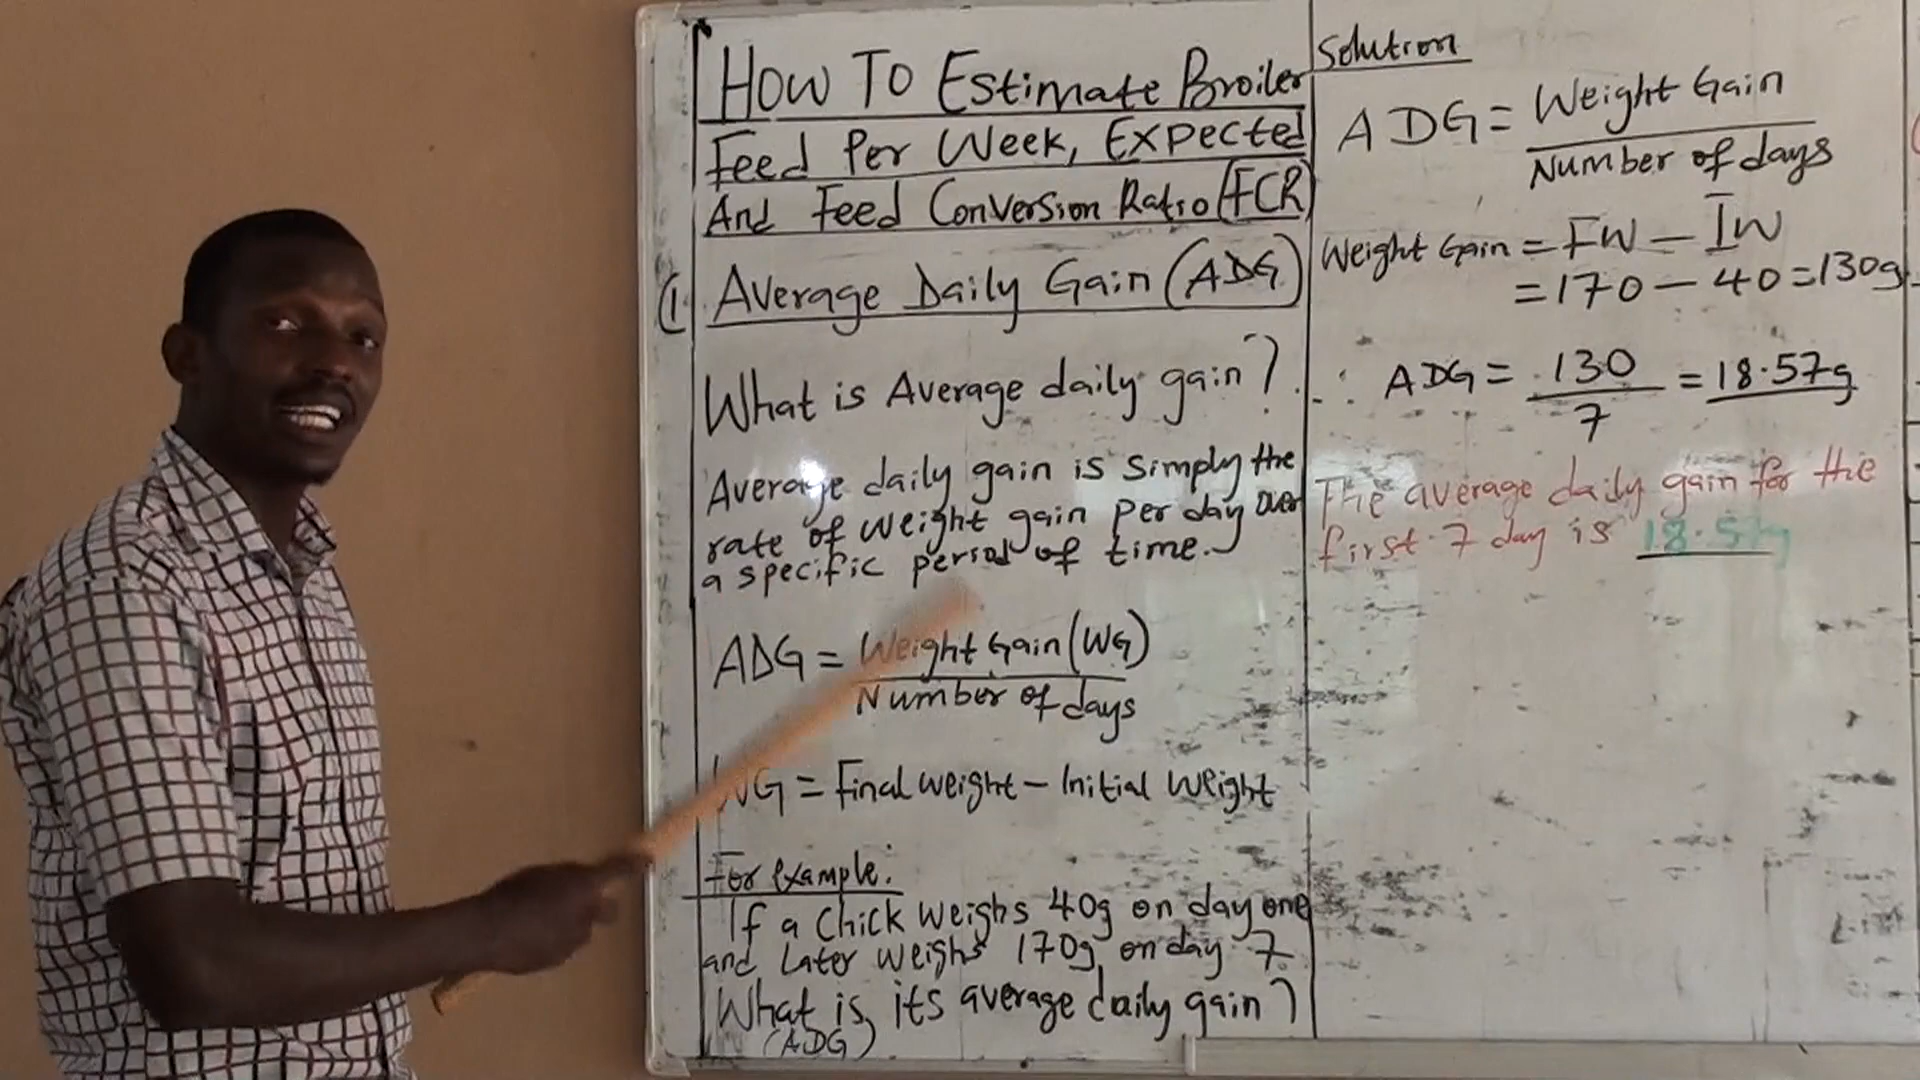 How To Estimate Broiler
Feed Per Week, Expected
And Feed Conversion Ratio (FCR)
(1. Average Daily Gain (ADG)
What is Average daily gain?
Average daily gain is simply the
rate of weight gain per day over
a specific period of time.
ADG = Weight Gain (WG)
Number of days
WG = Final weight - Initial Weight
For example:
If a chick weighs 40g on day one
and later weighs 170g on day 7.
What is its average daily gain?
(ADG)
Solution
ADG = Weight Gain
Number of days
Weight Gain = FW - IW
= 170 - 40 = 130g
∴ ADG = 130
7
= 18.57g
The average daily gain for the
first 7 day is 18.57g